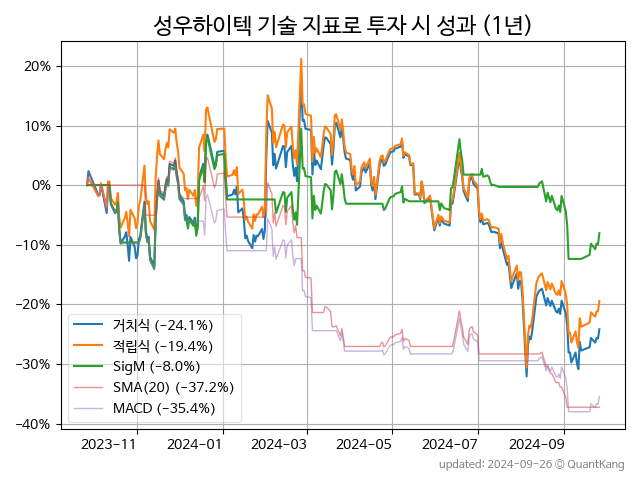 성우하이텍 기술 지표로 투자 시 성과 (1년)
20%
10%
0%
−10%
−20%
−30%
−40%
거치식 (−24.1%)
적립식 (−19.4%)
SigM (−8.0%)
SMA(20) (−37.2%)
MACD (−35.4%)
2023−11 2024−01 2024−03 2024−05 2024−07 2024−09
updated: 2024−09−26 © QuantKang